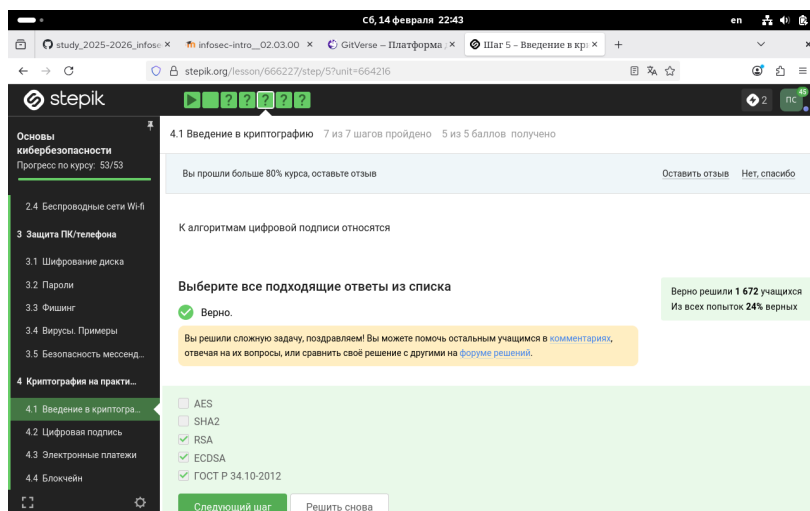 Сб, 14 февраля 22:43
en
study_2025-2026_infose
infosec-intro__02.03.00
GitVerse – Платформа
Шаг 5 – Введение в кр
stepik.org/lesson/666227/step/5?unit=664216
stepik
2
ПС
45
Основы кибербезопасности
Прогресс по курсу: 53/53
4.1 Введение в криптографию 7 из 7 шагов пройдено 5 из 5 баллов получено
Вы прошли больше 80% курса, оставьте отзыв
Оставить отзыв Нет, спасибо
2.4 Беспроводные сети Wi-fi
3 Защита ПК/телефона
3.1 Шифрование диска
3.2 Пароли
3.3 Фишинг
3.4 Вирусы. Примеры
3.5 Безопасность мессенд...
4 Криптография на практи...
4.1 Введение в криптогра...
4.2 Цифровая подпись
4.3 Электронные платежи
4.4 Блокчейн
К алгоритмам цифровой подписи относятся
Выберите все подходящие ответы из списка
Верно.
Верно решили 1 672 учащихся
Из всех попыток 24% верных
Вы решили сложную задачу, поздравляем! Вы можете помочь остальным учащимся в комментариях,
отвечая на их вопросы, или сравнить своё решение с другими на форуме решений.
AES
SHA2
RSA
ECDSA
ГОСТ Р 34.10-2012
Следующий шаг
Решить снова